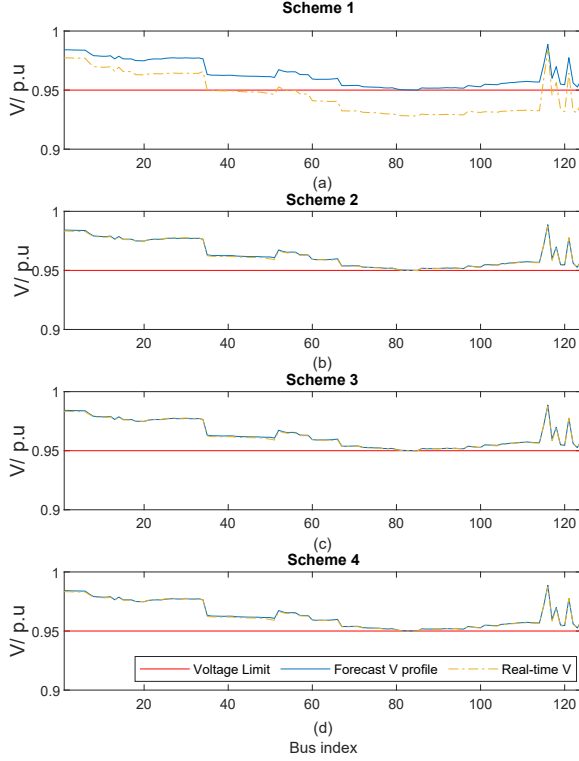 Scheme 1
1
0.95
0.9
V/ p.u
20 40 60 80 100 120
(a)
Scheme 2
1
0.95
0.9
V/ p.u
20 40 60 80 100 120
(b)
Scheme 3
1
0.95
0.9
V/ p.u
20 40 60 80 100 120
(c)
Scheme 4
1
0.95
0.9
V/ p.u
Voltage Limit Forecast V profile Real-time V
20 40 60 80 100 120
(d)
Bus index